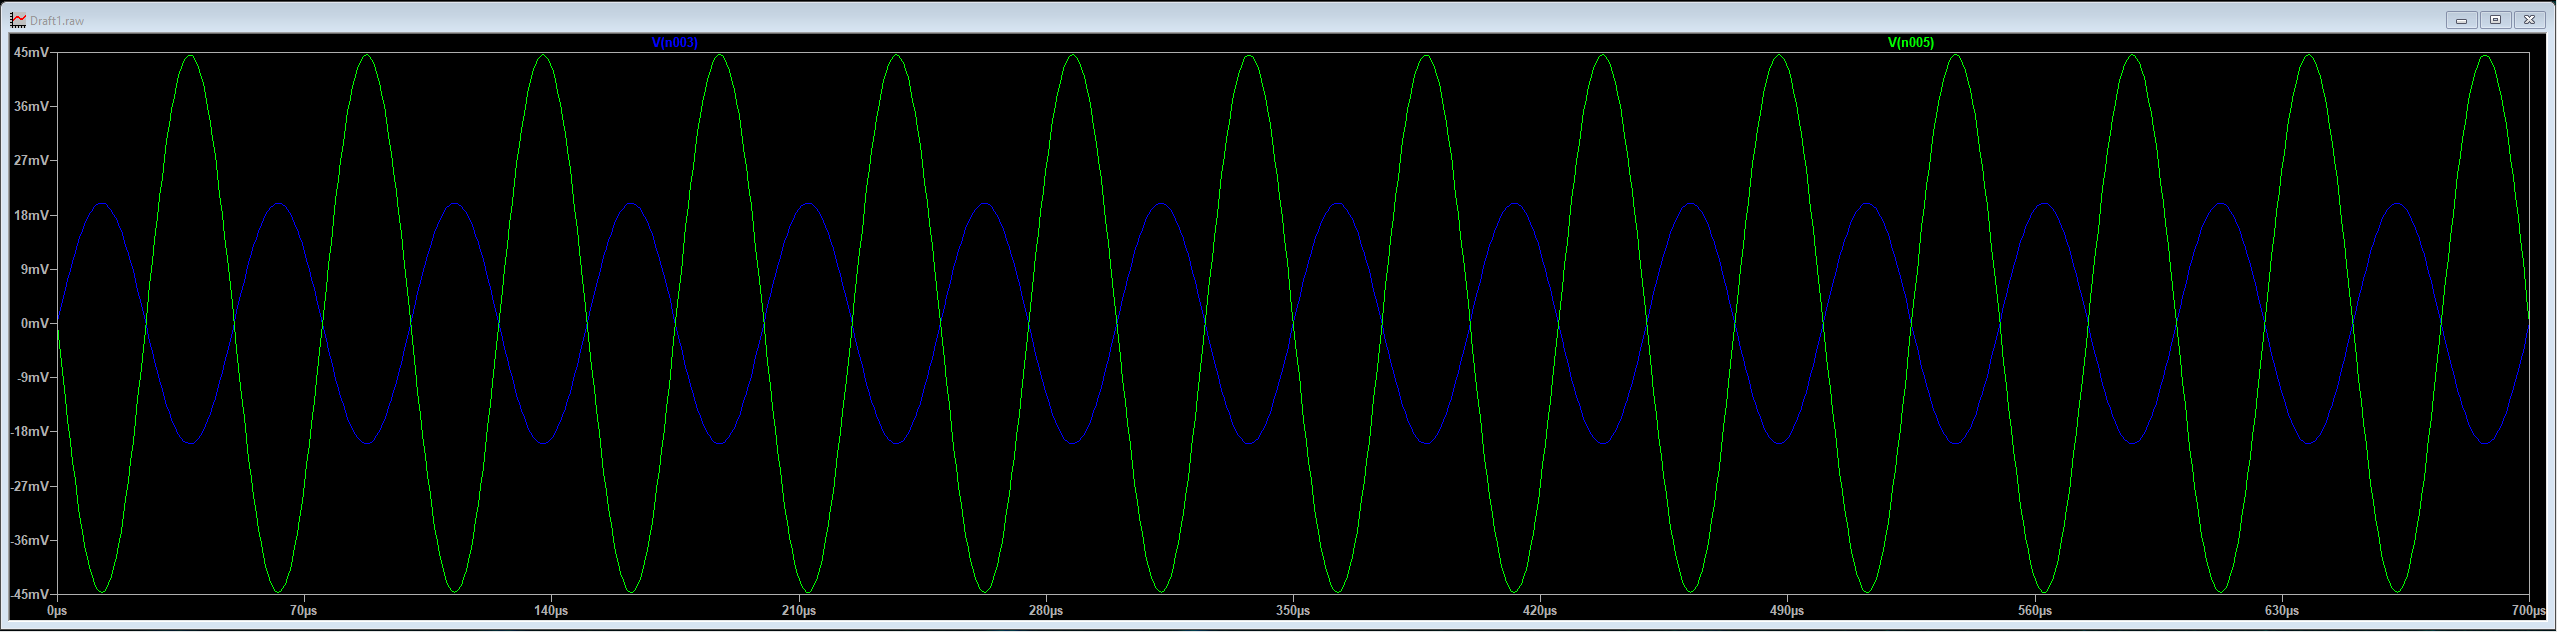 Draft1.raw
V(n003) V(n005)
45mV
36mV
27mV
18mV
9mV
0mV
-9mV
-18mV
-27mV
-36mV
-45mV
0µs 70µs 140µs 210µs 280µs 350µs 420µs 490µs 560µs 630µs 700µs